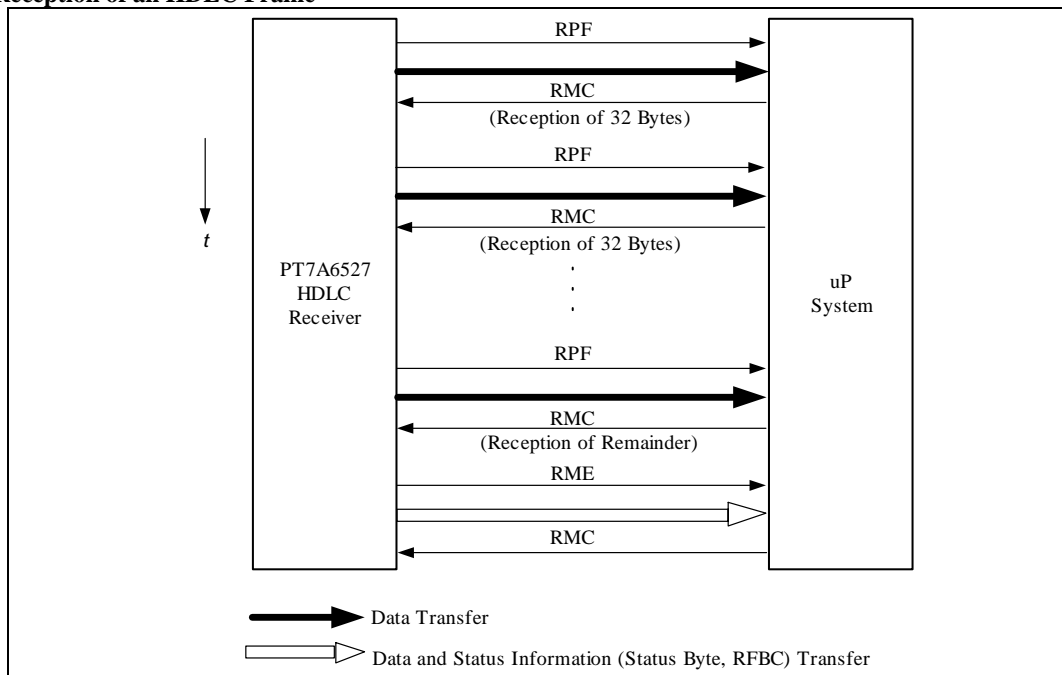 RPF
RMC
(Reception of 32 Bytes)
RPF
RMC
(Reception of 32 Bytes)
t
PT7A6527
HDLC
Receiver
uP
System
RPF
RMC
(Reception of Remainder)
RME
RMC
Data Transfer
Data and Status Information (Status Byte, RFBC) Transfer